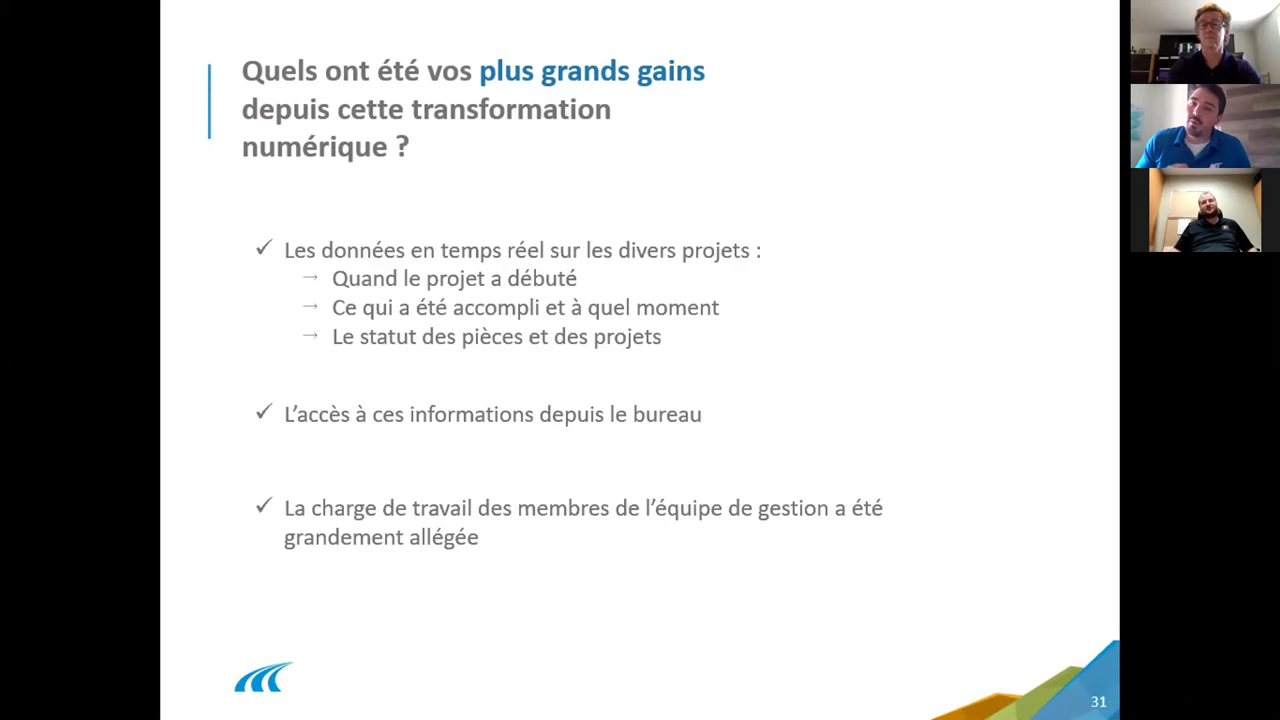 Quels ont été vos plus grands gains
depuis cette transformation
numérique ?
Les données en temps réel sur les divers projets :
Quand le projet a débuté
Ce qui a été accompli et à quel moment
Le statut des pièces et des projets
L’accès à ces informations depuis le bureau
La charge de travail des membres de l’équipe de gestion a été
grandement allégée
31